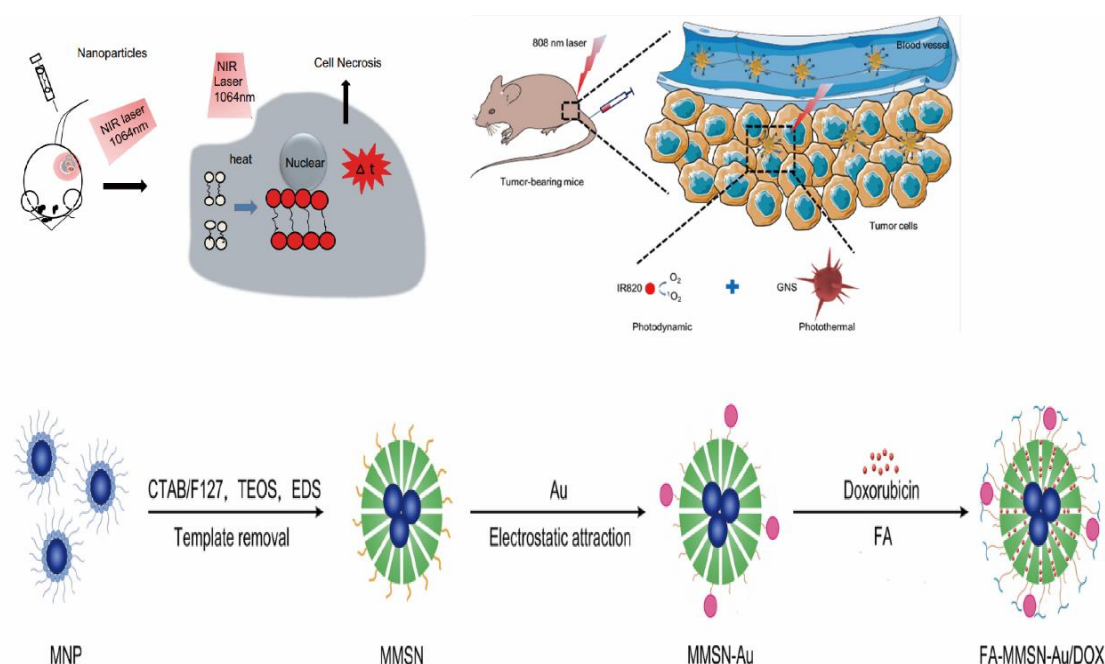 Nanoparticles
NIR laser
1064nm
NIR
Laser
1064nm
Cell Necrosis
heat
Nuclear
Δ t
808 nm laser
Blood vessel
Tumor-bearing mice
Tumor cells
IR820
O2
1O2
GNS
Photodynamic
Photothermal
CTAB/F127, TEOS, EDS
Template removal
Au
Electrostatic attraction
Doxorubicin
FA
MNP
MMSN
MMSN-Au
FA-MMSN-Au/DOX